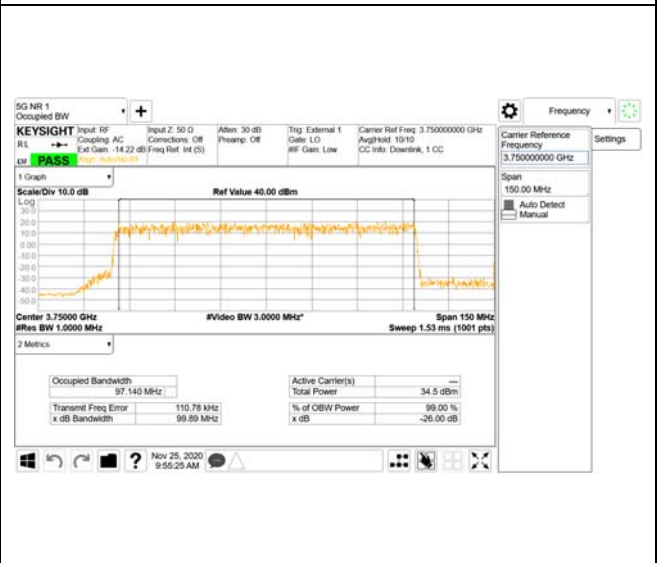 5G NR 1
Occupied BW
Frequency
KEYSIGHT
Input: RF
Coupling: AC
Ext Gain: -14.22 dB
Align: Auto/No RF
Input Z: 50 Ω
Corrections: Off
Freq Ref: Int (S)
Atten: 30 dB
Preamp: Off
Trig: External 1
Gate: LO
#IF Gain: Low
Carrier Ref Freq: 3.750000000 GHz
Avg|Hold: 10/10
CC Info: Downlink, 1 CC
RL
PASS
Carrier Reference
Frequency
3.750000000 GHz
Settings
Span
150.00 MHz
Auto Detect
Manual
1 Graph
Scale/Div 10.0 dB
Ref Value 40.00 dBm
Log
30.0
20.0
10.0
0.00
-10.0
-20.0
-30.0
-40.0
-50.0
Center 3.75000 GHz
#Video BW 3.0000 MHz*
Span 150 MHz
#Res BW 1.0000 MHz
Sweep 1.53 ms (1001 pts)
2 Metrics
Occupied Bandwidth
97.140 MHz
Active Carrier(s)
---
Total Power
34.5 dBm
Transmit Freq Error
110.78 kHz
x dB Bandwidth
99.89 MHz
% of OBW Power
99.00 %
x dB
-26.00 dB
?
Nov 25, 2020
9:55:25 AM